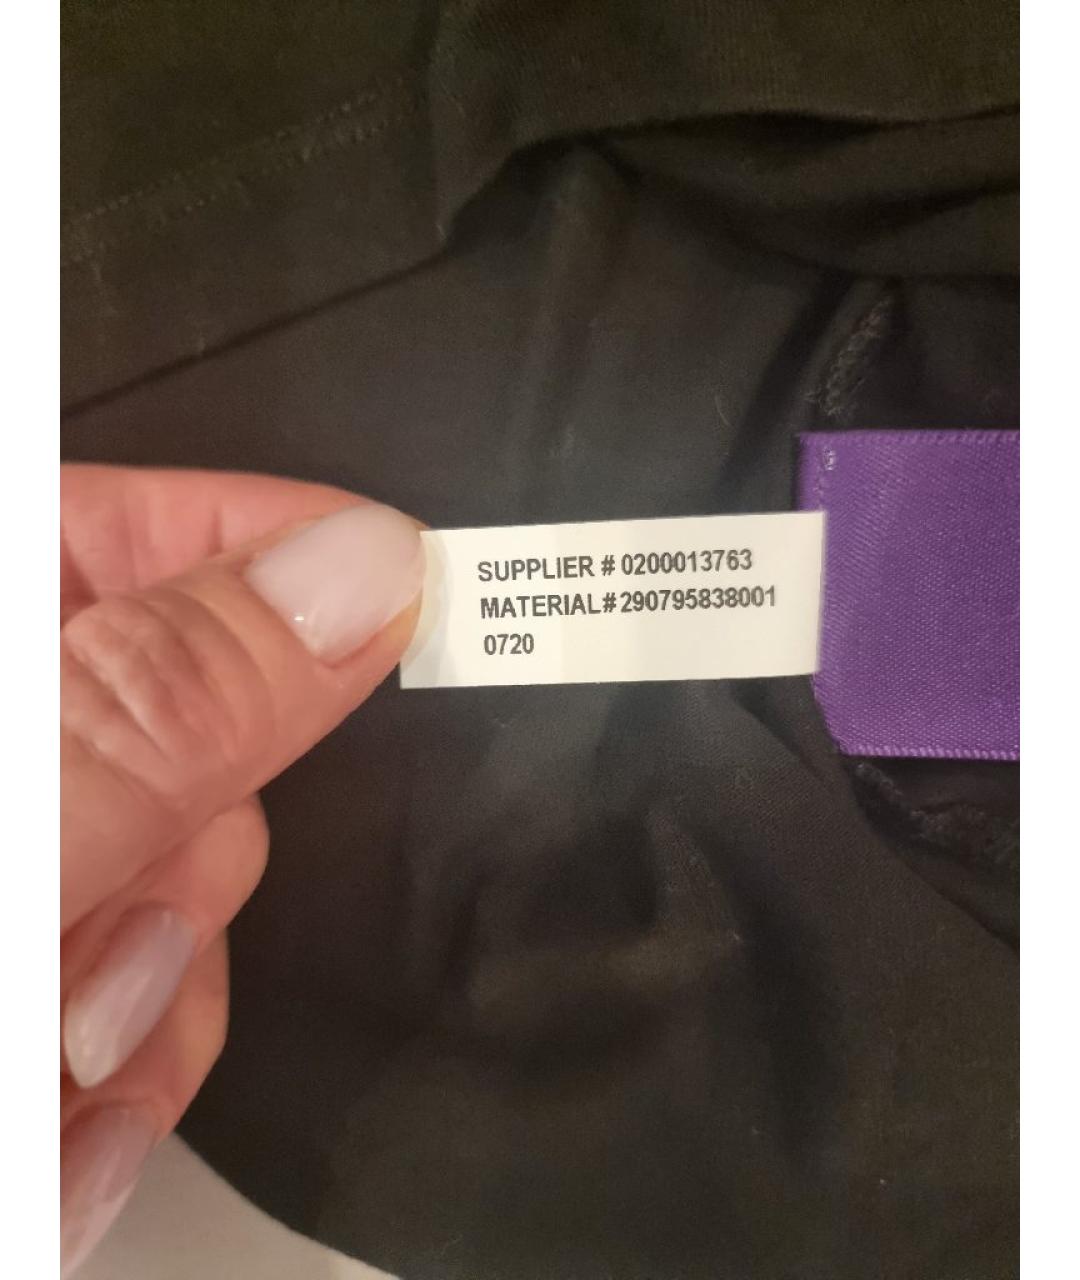 SUPPLIER # 0200013763
MATERIAL# 290795838001
0720